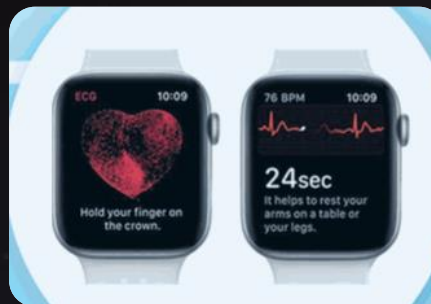 ECG 10:09
Hold your finger on
the crown.
76 BPM 10:09
24sec
It helps to rest your
arms on a table or
your legs.